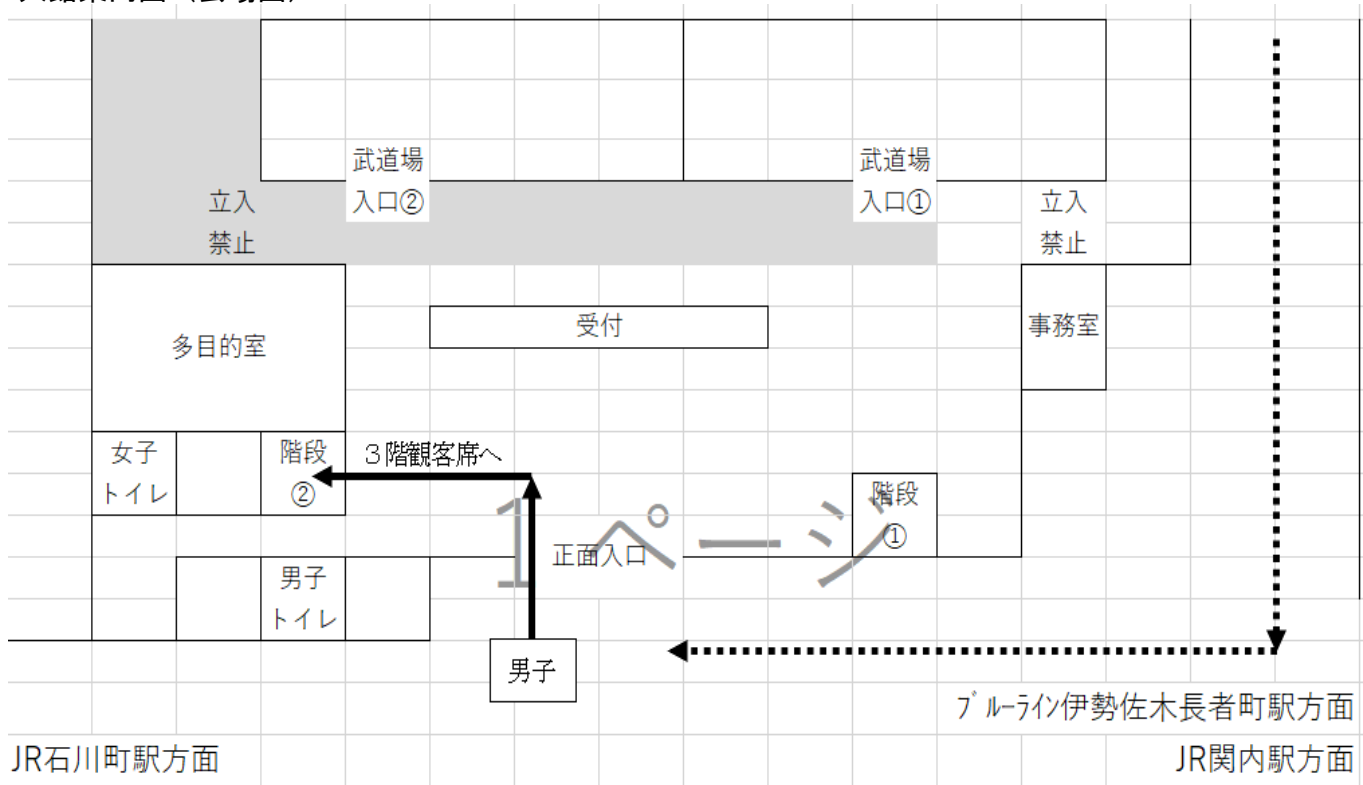 武道場
入口②
武道場
入口①
立入
禁止
立入
禁止
受付
事務室
多目的室
女子
トイレ
階段
②
３階観客席へ
階段
①
1 ページ
正面入口
男子
トイレ
男子
ﾌﾞﾙｰﾗｲﾝ伊勢佐木長者町駅方面
JR石川町駅方面
JR関内駅方面